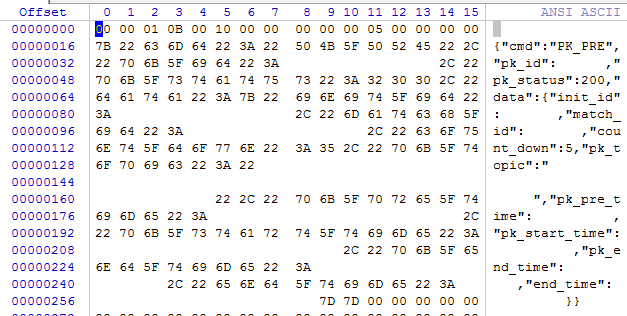 Offset 0 1 2 3 4 5 6 7 8 9 10 11 12 13 14 15 ANSI ASCII
00000000 00 00 01 0B 00 10 00 00 00 00 05 00 00 00 00
00000016 7B 22 63 6D 64 22 3A 22 50 4B 5F 50 52 45 22 2C {"cmd":"PK_PRE",
00000032 22 70 6B 5F 69 64 22 3A 2C 22 "pk_id": ,"
00000048 70 6B 5F 73 74 61 74 75 73 22 3A 32 30 30 2C 22 pk_status":200,"
00000064 64 61 74 61 22 3A 7B 22 69 6E 69 74 5F 69 64 22 data":{"init_id"
00000080 3A 2C 22 6D 61 74 63 68 5F : ,"match_
00000096 69 64 22 3A 2C 22 63 6F 75 id": ,"cou
00000112 6E 74 5F 64 6F 77 6E 22 3A 35 2C 22 70 6B 5F 74 nt_down":5,"pk_t
00000128 6F 70 69 63 22 3A 22 opic":"
00000144
00000160 22 2C 22 70 6B 5F 70 72 65 5F 74 ","pk_pre_t
00000176 69 6D 65 22 3A 2C ime": ,
00000192 22 70 6B 5F 73 74 61 72 74 5F 74 69 6D 65 22 3A "pk_start_time":
00000208 2C 22 70 6B 5F 65 ,"pk_e
00000224 6E 64 5F 74 69 6D 65 22 3A nd_time":
00000240 2C 22 65 6E 64 5F 74 69 6D 65 22 3A ,"end_time":
00000256 7D 7D 00 00 00 00 00 }}